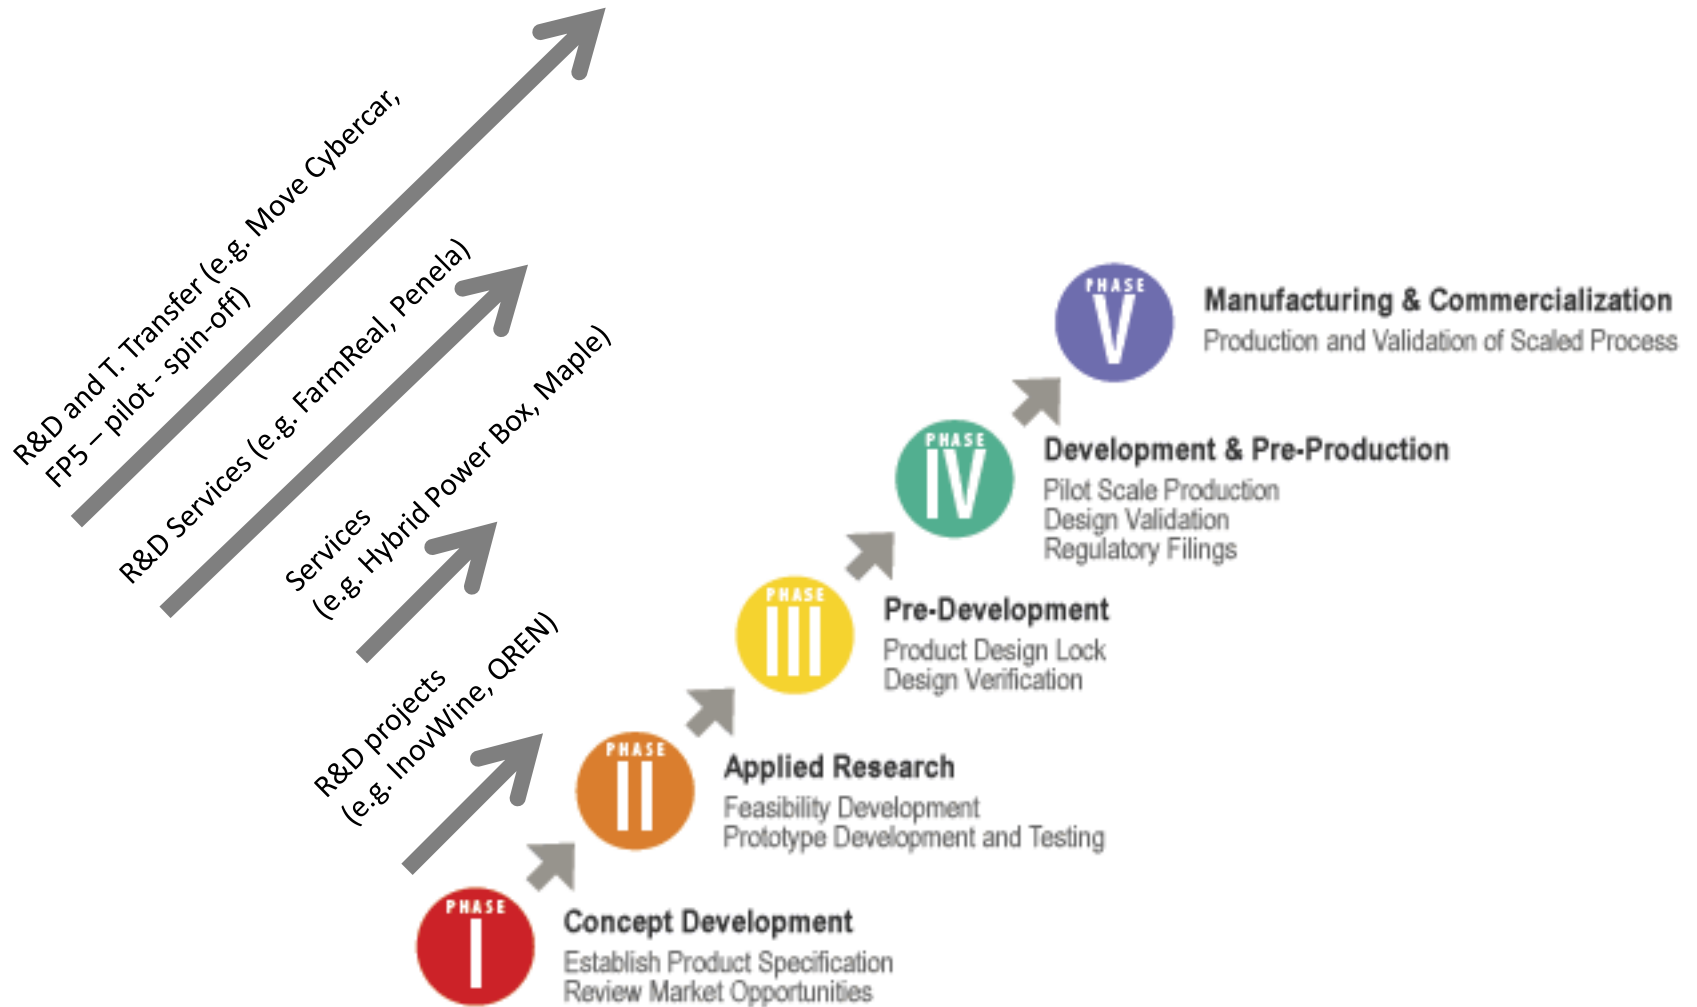 R&D and T. Transfer (e.g. Move Cybercar,
FP5 – pilot - spin-off)
R&D Services (e.g. FarmReal, Penela)
Services
(e.g. Hybrid Power Box, Maple)
R&D projects
(e.g. InovWine, QREN)
PHASE
V
Manufacturing & Commercialization
Production and Validation of Scaled Process
PHASE
IV
Development & Pre-Production
Pilot Scale Production
Design Validation
Regulatory Filings
PHASE
III
Pre-Development
Product Design Lock
Design Verification
PHASE
II
Applied Research
Feasibility Development
Prototype Development and Testing
PHASE
I
Concept Development
Establish Product Specification
Review Market Opportunities